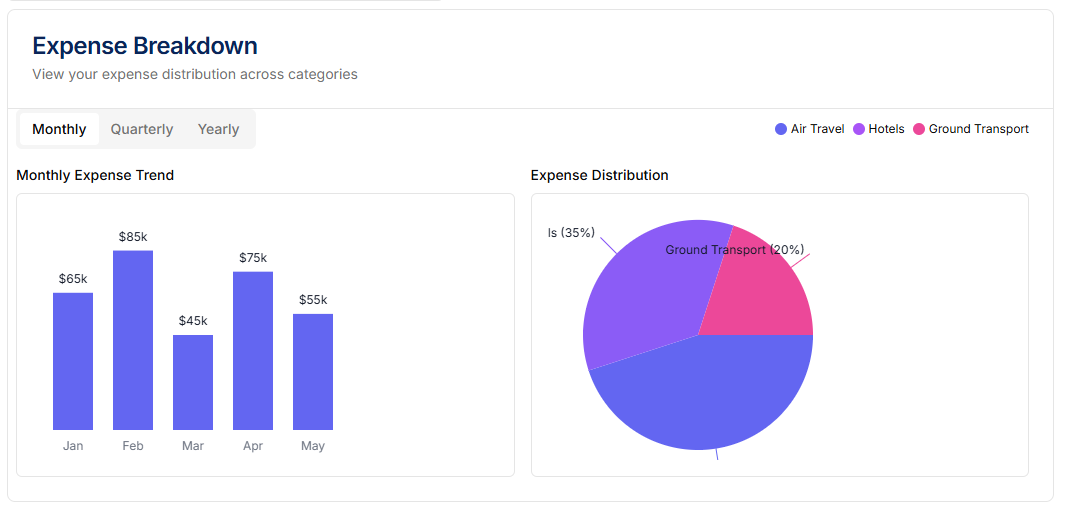 Expense Breakdown
View your expense distribution across categories
Monthly Quarterly Yearly
Air Travel Hotels Ground Transport
Monthly Expense Trend
$65k
$85k
$45k
$75k
$55k
Jan Feb Mar Apr May
Expense Distribution
ls (35%)
Ground Transport (20%)